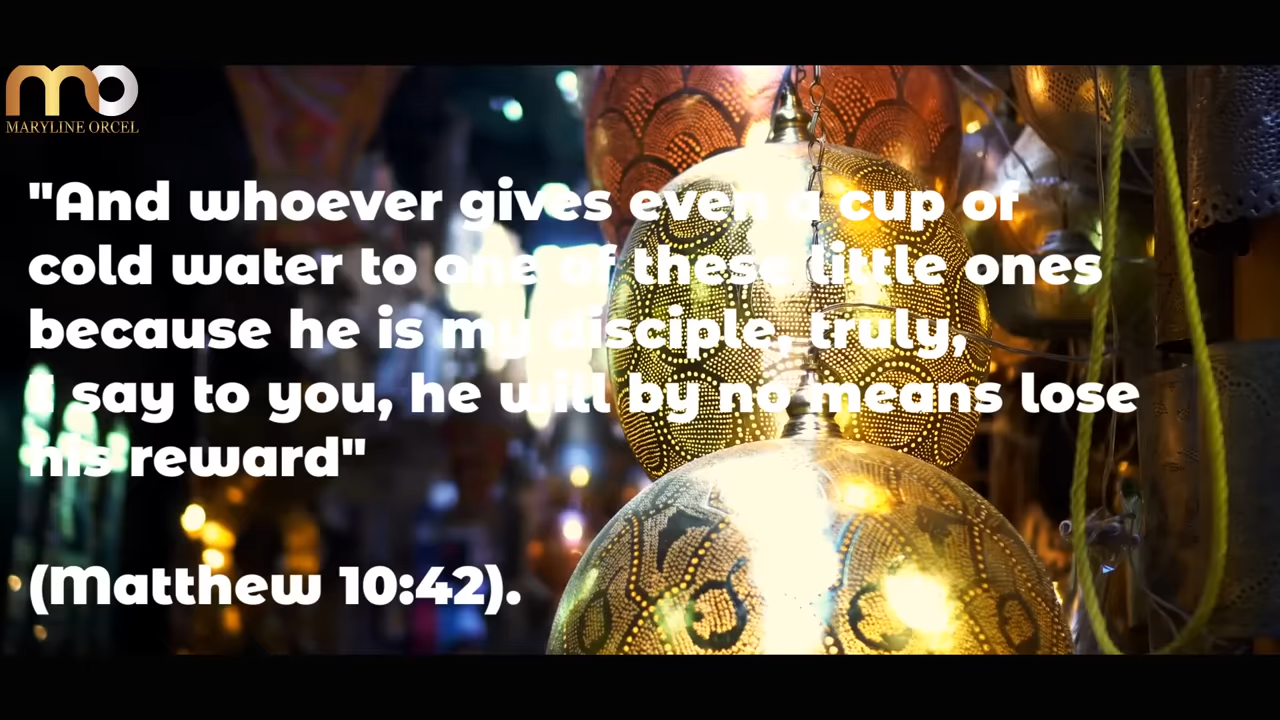 mo
MARYLINE ORCEL
"And whoever gives even a cup of
cold water to one of these little ones
because he is my disciple, truly,
I say to you, he will by no means lose
his reward"
(Matthew 10:42).